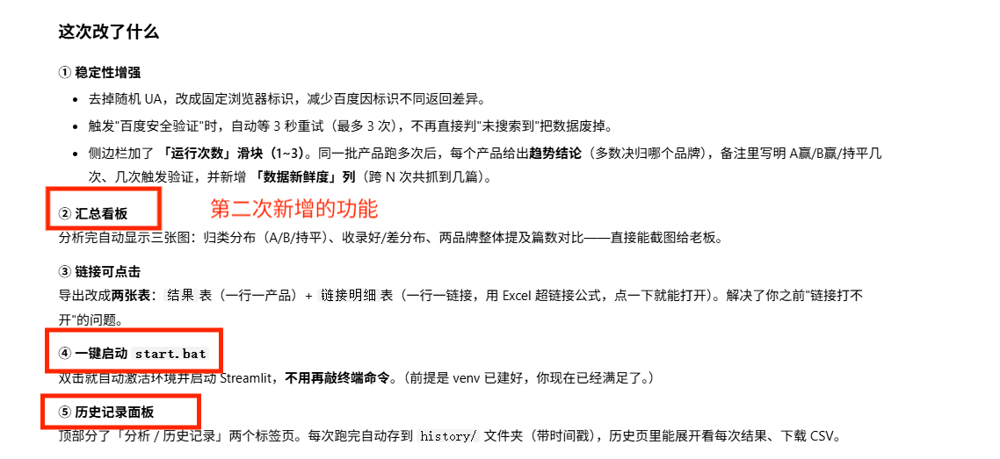 这次改了什么
① 稳定性增强
• 去掉随机 UA，改成固定浏览器标识，减少百度因标识不同返回差异。
• 触发"百度安全验证"时，自动等 3 秒重试（最多 3 次），不再直接判"未搜索到"把数据废掉。
• 侧边栏加了 「运行次数」滑块（1~3）。同一批产品跑多次后，每个产品给出趋势结论（多数决归哪个品牌），备注里写明 A赢/B赢/持平几
次、几次触发验证，并新增 「数据新鲜度」列（跨 N 次共抓到几篇）。
② 汇总看板
第二次新增的功能
分析完自动显示三张图：归类分布（A/B/持平）、收录好/差分布、两品牌整体提及篇数对比——直接能截图给老板。
③ 链接可点击
导出改成两张表： 结果 表（一行一产品）+ 链接明细 表（一行一链接，用 Excel 超链接公式，点一下就能打开）。解决了你之前"链接打不
开"的问题。
④ 一键启动 start.bat
双击就自动激活环境并启动 Streamlit，不用再敲终端命令。（前提是 venv 已建好，你现在已经满足了。）
⑤ 历史记录面板
顶部分了「分析 / 历史记录」两个标签页。每次跑完自动存到 history/ 文件夹（带时间戳），历史页里能展开看每次结果、下载 CSV。